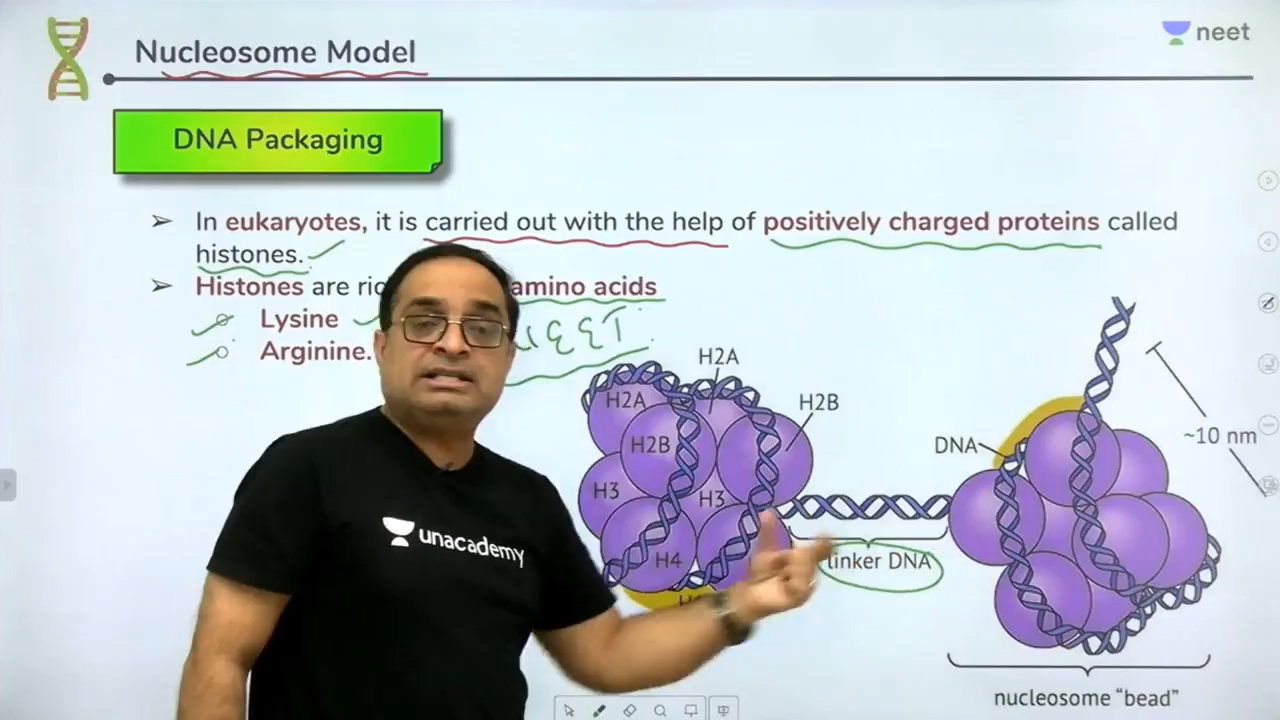 Nucleosome Model
neet
DNA Packaging
➢ In eukaryotes, it is carried out with the help of positively charged proteins called
histones.
➢ Histones are amino acids
Lysine
Arginine.
H2A
H2A
H2B
H2B
H3
H3
H4
DNA
~10 nm
linker DNA
nucleosome “bead”
unacademy